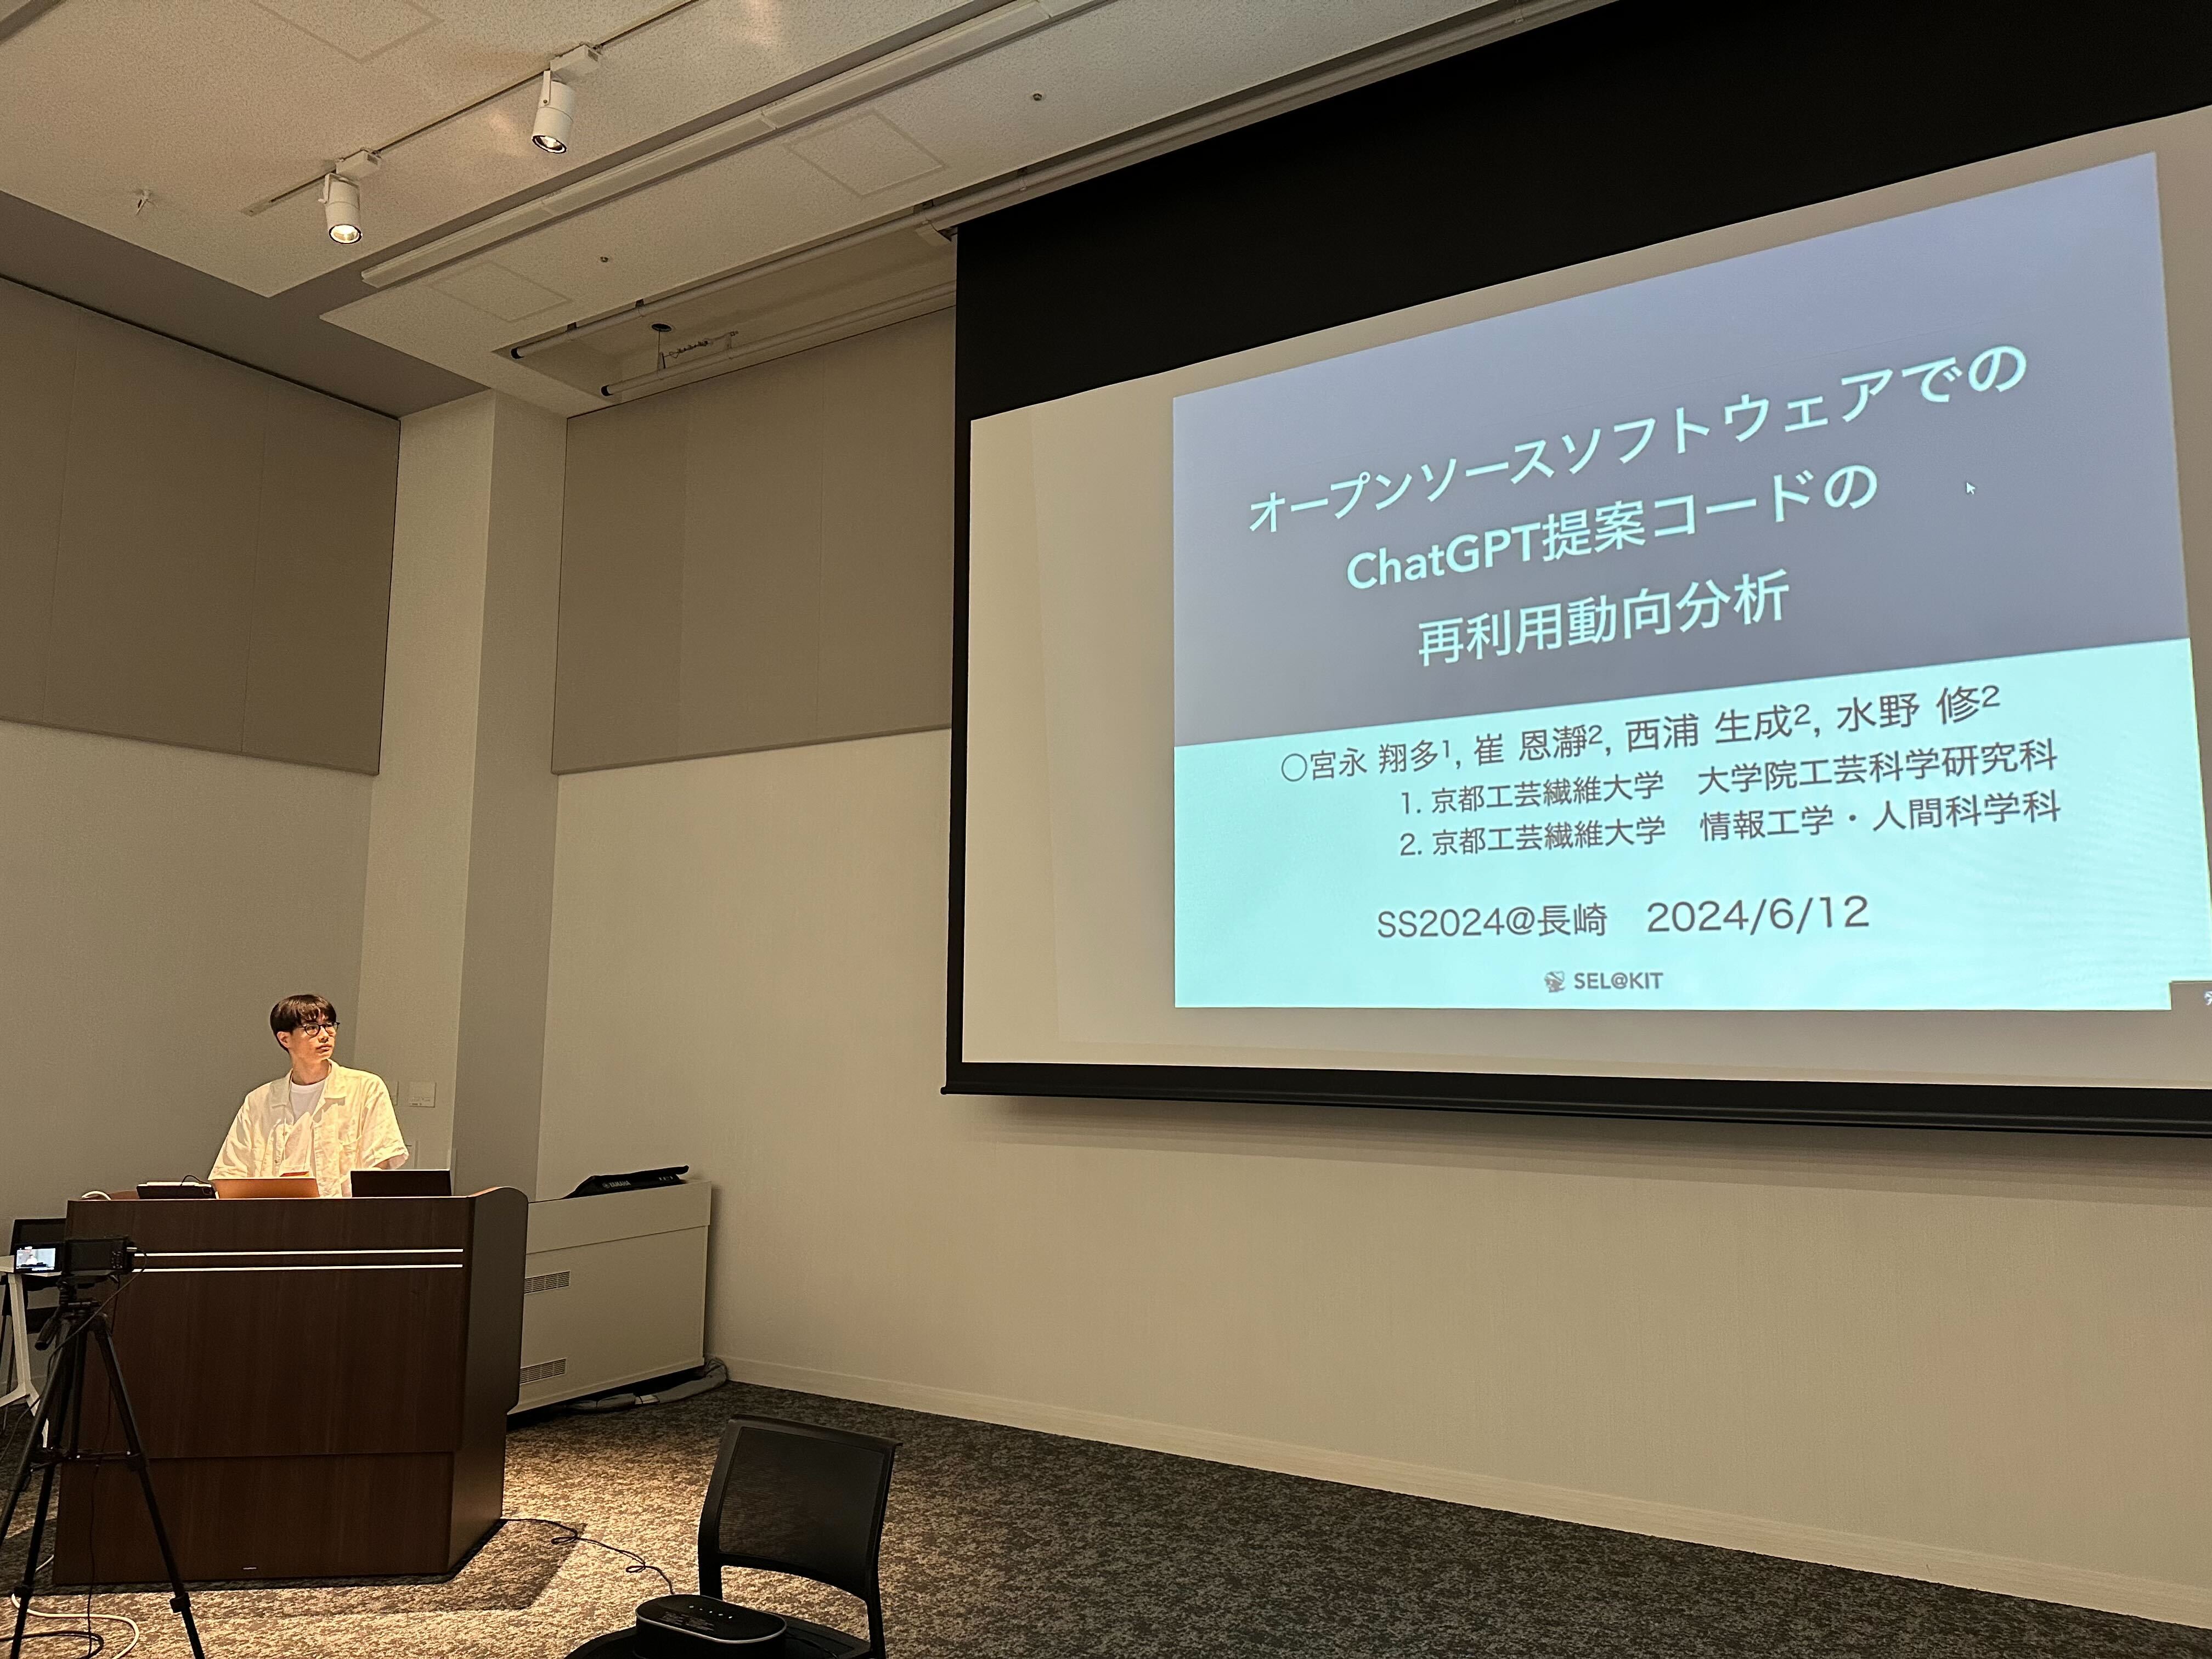 オープンソースソフトウェアでの
ChatGPT提案コードの
再利用動向分析
○宮永 翔多¹, 崔 恩瀞², 西浦 生成², 水野 修²
1. 京都工芸繊維大学　大学院工芸科学研究科
2. 京都工芸繊維大学　情報工学・人間科学科
SS2024@長崎　2024/6/12
SEL@KIT
YAMAHA